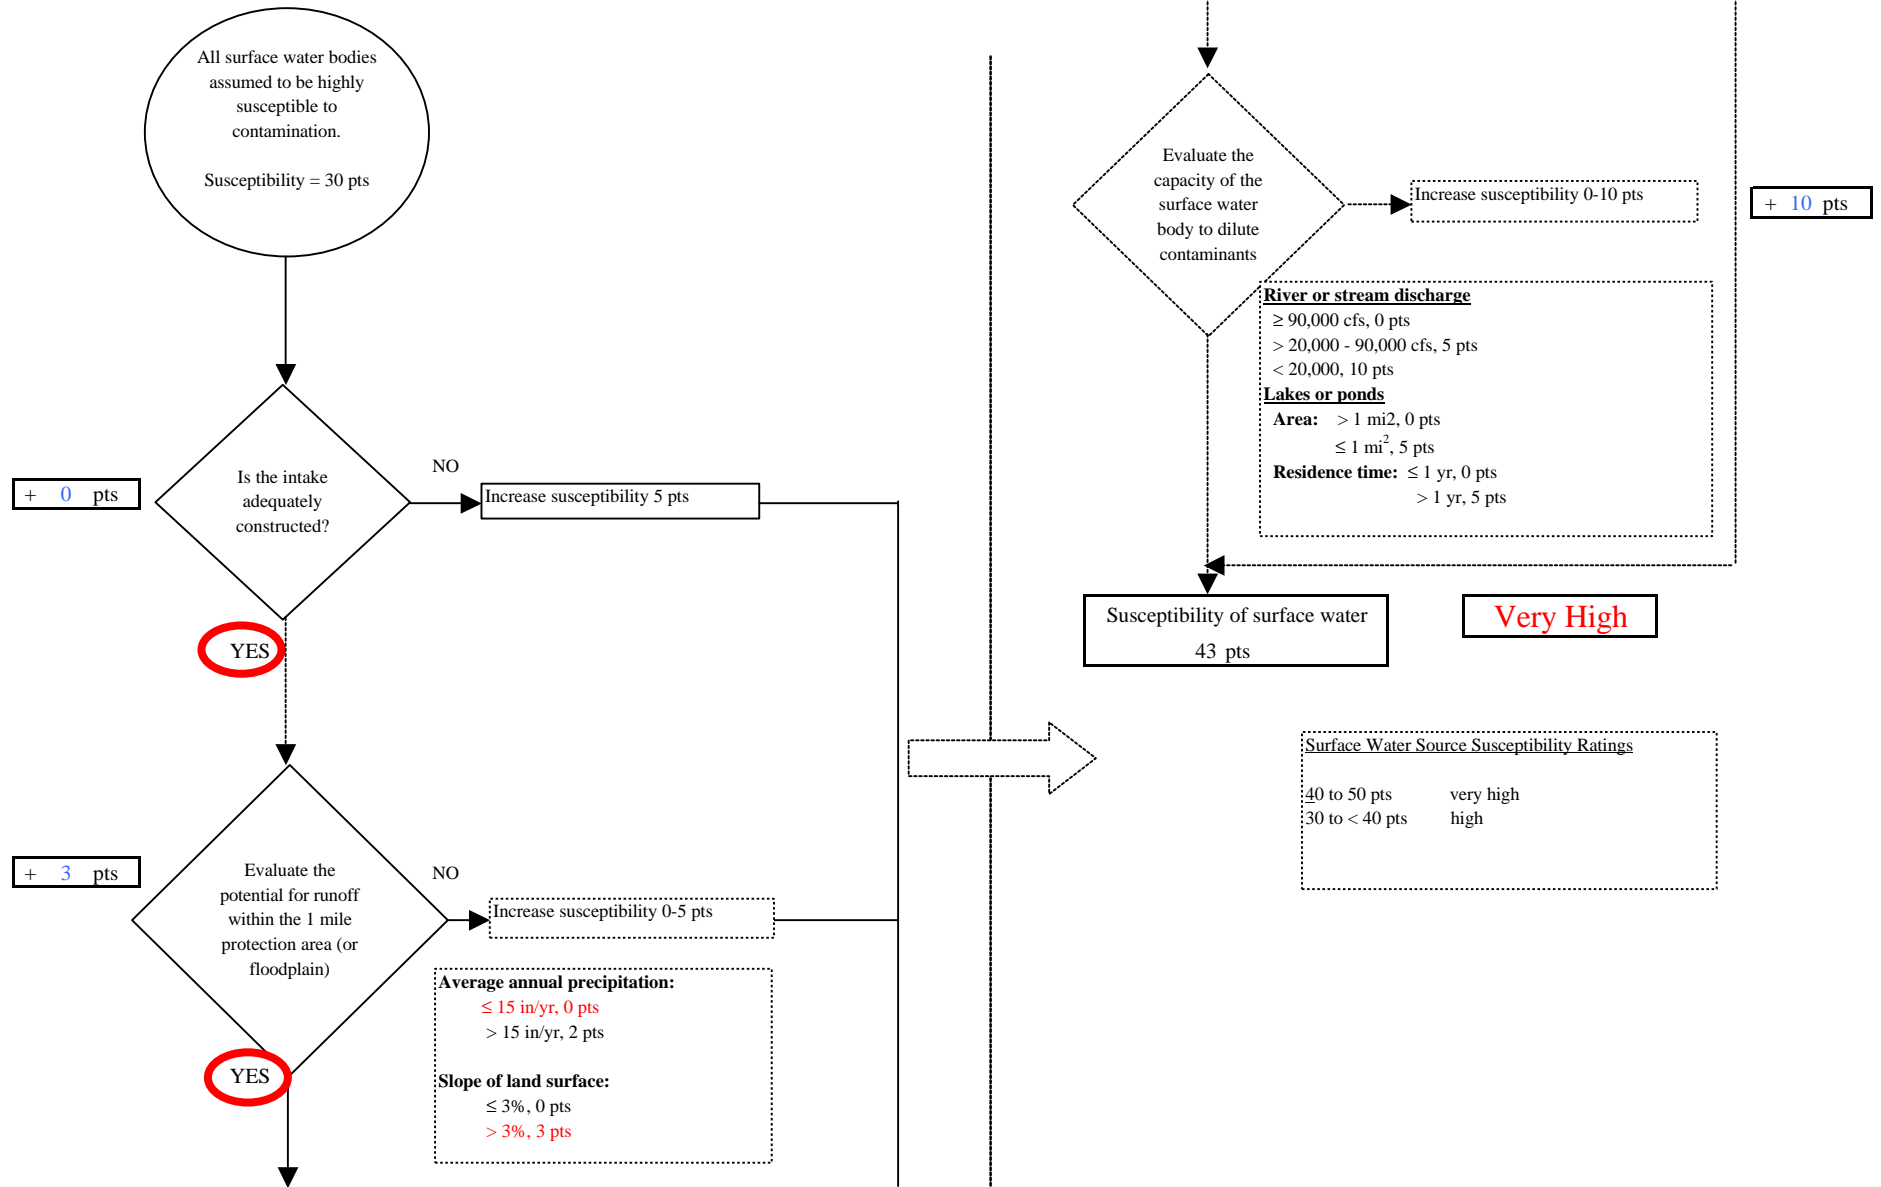 All surface water bodies
assumed to be highly
susceptible to
contamination.
Susceptibility = 30 pts
Is the intake
adequately
constructed?
+ 0 pts
NO
Increase susceptibility 5 pts
YES
Evaluate the
potential for runoff
within the 1 mile
protection area (or
floodplain)
+ 3 pts
NO
Increase susceptibility 0-5 pts
YES
Average annual precipitation:
≤ 15 in/yr, 0 pts
> 15 in/yr, 2 pts
Slope of land surface:
≤ 3%, 0 pts
> 3%, 3 pts
Evaluate the
capacity of the
surface water
body to dilute
contaminants
Increase susceptibility 0-10 pts
+ 10 pts
River or stream discharge
≥ 90,000 cfs, 0 pts
> 20,000 - 90,000 cfs, 5 pts
< 20,000, 10 pts
Lakes or ponds
Area: > 1 mi2, 0 pts
≤ 1 mi², 5 pts
Residence time: ≤ 1 yr, 0 pts
> 1 yr, 5 pts
Susceptibility of surface water
43 pts
Very High
Surface Water Source Susceptibility Ratings
40 to 50 pts very high
30 to < 40 pts high